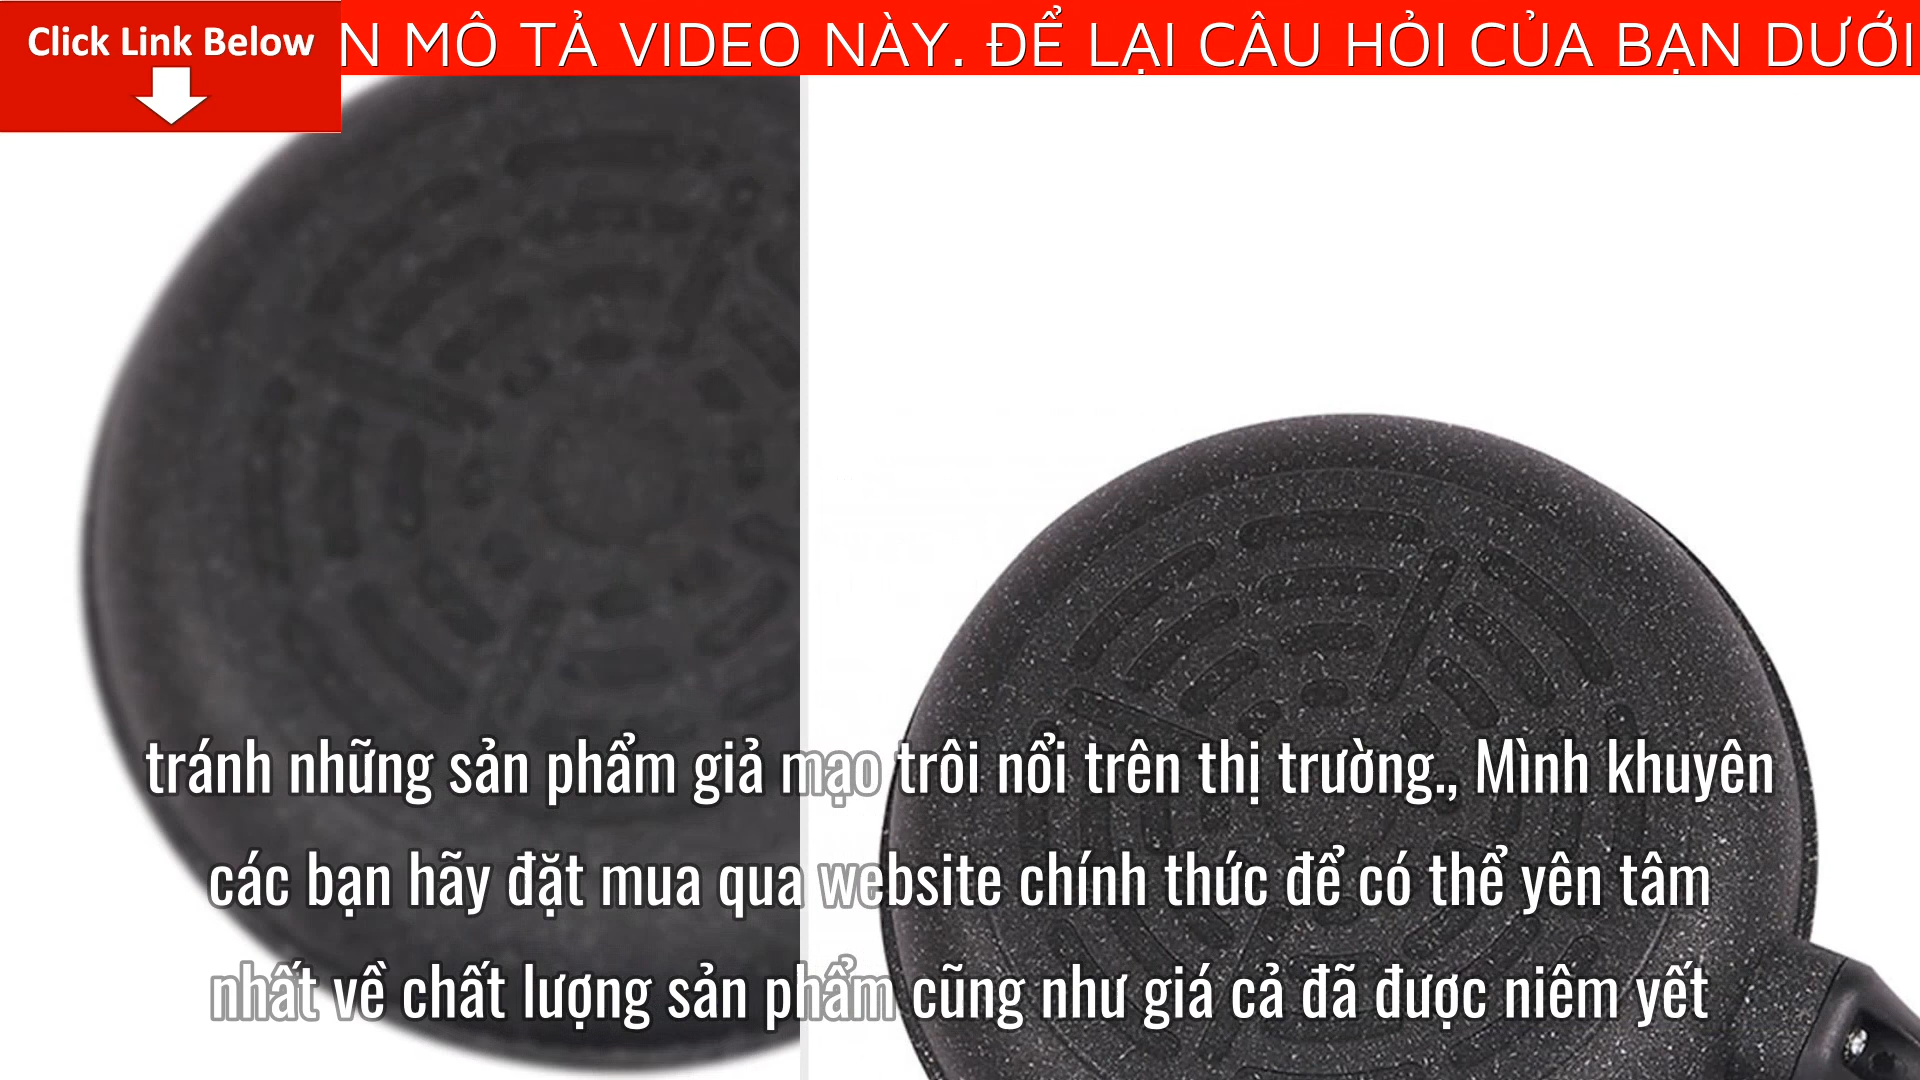 Click Link Below
N MÔ TẢ VIDEO NÀY. ĐỂ LẠI CÂU HỎI CỦA BẠN DƯỚI
tránh những sản phẩm giả mạo trôi nổi trên thị trường., Mình khuyên
các bạn hãy đặt mua qua website chính thức để có thể yên tâm
nhất về chất lượng sản phẩm cũng như giá cả đã được niêm yết